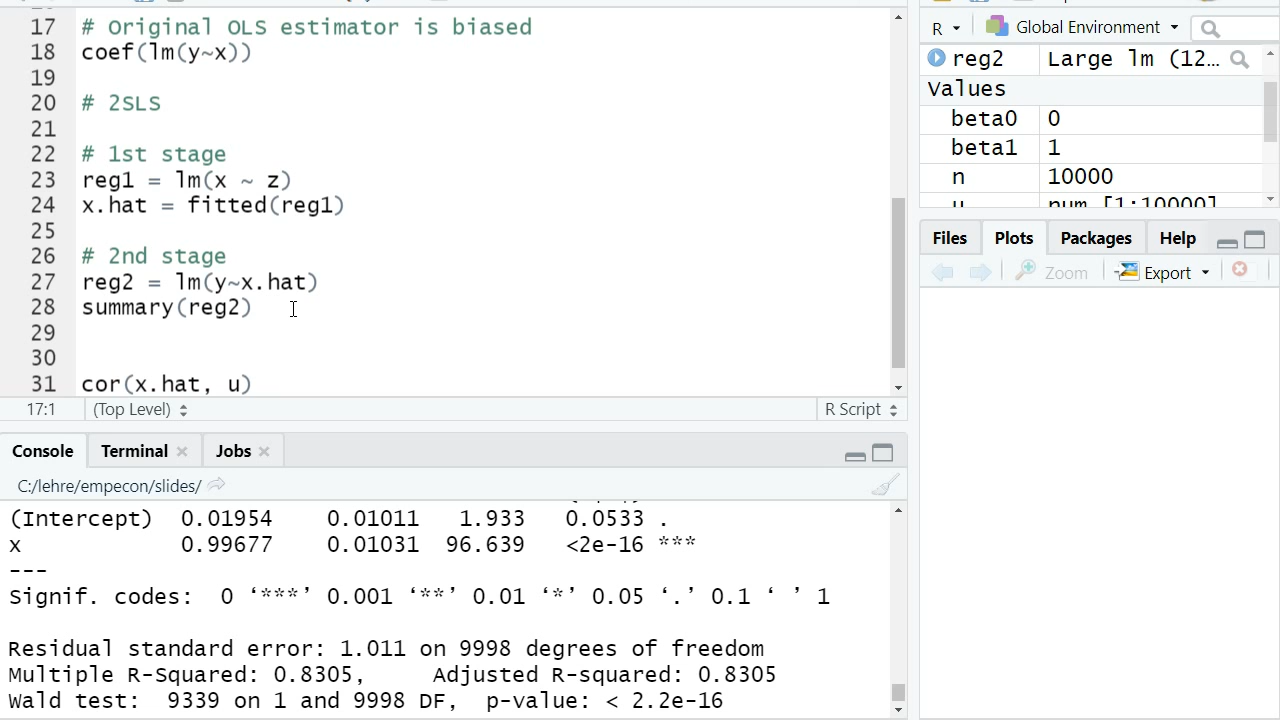 17 # Original OLS estimator is biased
18 coef(lm(y~x))
19
20 # 2SLS
21
22 # 1st stage
23 reg1 = lm(x ~ z)
24 x.hat = fitted(reg1)
25
26 # 2nd stage
27 reg2 = lm(y~x.hat)
28 summary(reg2)
29
30
31 cor(x.hat, u)
17:1 (Top Level) R Script
Console Terminal Jobs
C:/lehre/empecon/slides/
(Intercept) 0.01954 0.01011 1.933 0.0533 .
x 0.99677 0.01031 96.639 <2e-16 ***
---
Signif. codes: 0 ‘***’ 0.001 ‘**’ 0.01 ‘*’ 0.05 ‘.’ 0.1 ‘ ’ 1
Residual standard error: 1.011 on 9998 degrees of freedom
Multiple R-Squared: 0.8305, Adjusted R-squared: 0.8305
Wald test: 9339 on 1 and 9998 DF, p-value: < 2.2e-16
R Global Environment
reg2 Large lm (12...
Values
beta0 0
beta1 1
n 10000
u num [1:10000]
Files Plots Packages Help
Zoom Export